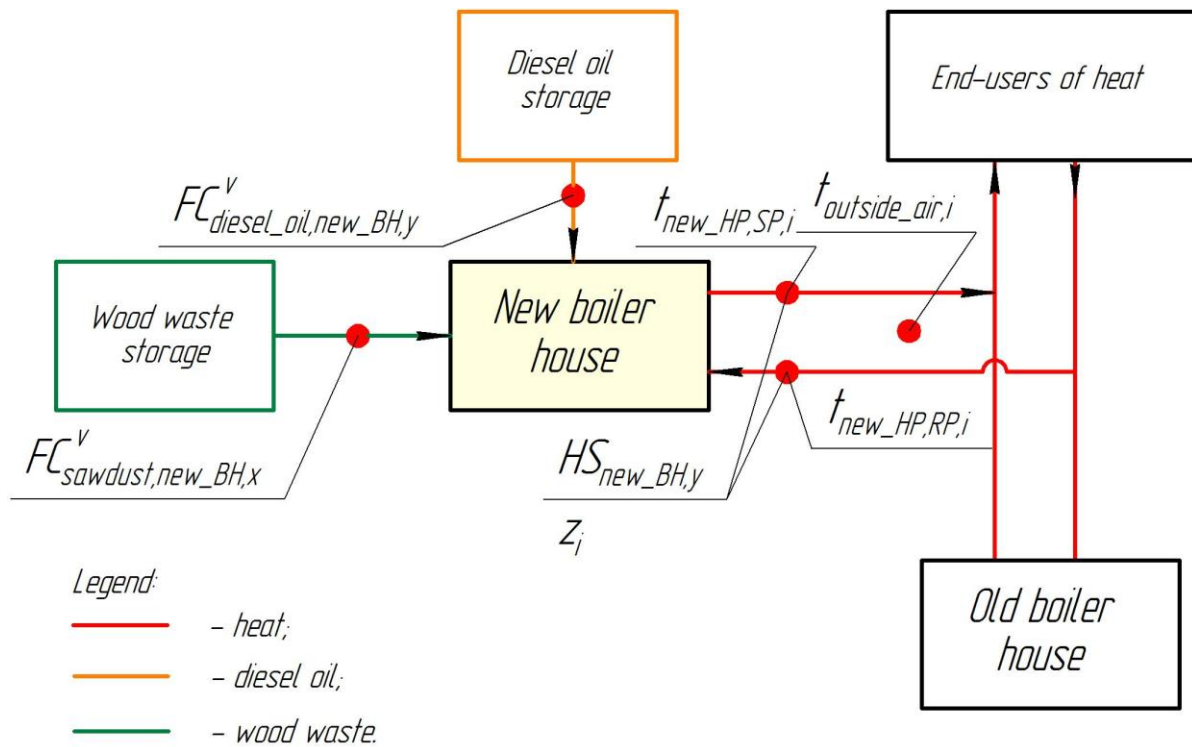 Diesel oil
storage
End-users of heat
FC^v_diesel_oil,new_BH,y
t_new_HP,SP,i
t_outside_air,i
Wood waste
storage
New boiler
house
t_new_HP,RP,i
FC^v_sawdust,new_BH,x
HS_new_BH,y
z_i
Old boiler
house
Legend:
– heat;
– diesel oil;
– wood waste.